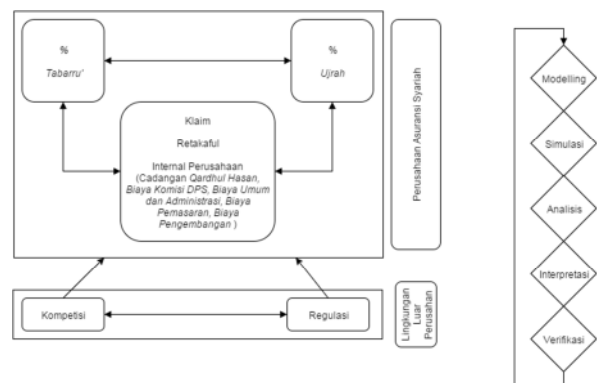 %
Tabarru'
%
Ujrah
Klaim
Retakaful
Internal Perusahaan
(Cadangan Qardhul Hasan,
Biaya Komisi DPS, Biaya Umum
dan Administrasi, Biaya
Pemasaran, Biaya
Pengembangan )
Perusahaan Asuransi Syariah
Kompetisi
Regulasi
Lingkungan
Luar
Perusahan
Modelling
Simulasi
Analisis
Interpretasi
Verifikasi